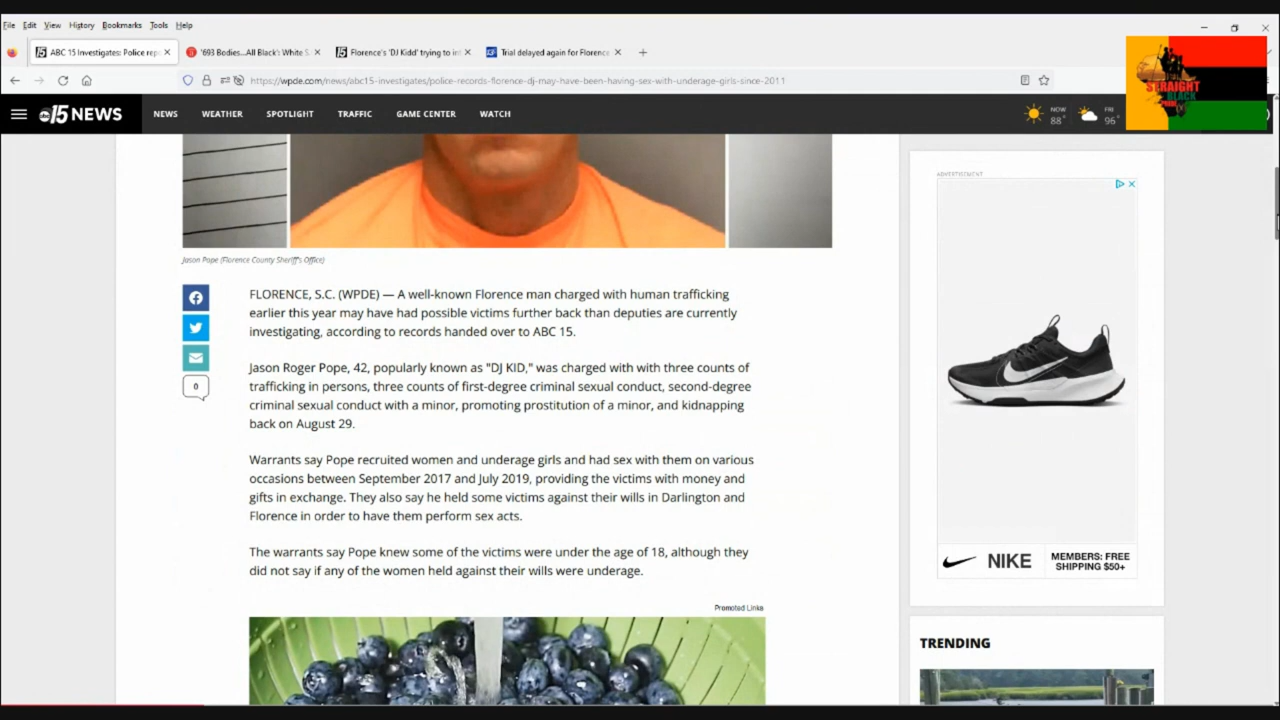 File Edit View History Bookmarks Tools Help
ABC 15 Investigates: Police repo
'693 Bodies...All Black's White S
Florence's 'DJ Kidd' trying to in
Trial delayed again for Florence
https://wpde.com/news/abc15-investigates/police-records-florence-dj-may-have-been-having-sex-with-underage-girls-since-2011
STRAIGHT
BLACK
PRIDE
abc 15 NEWS NEWS WEATHER SPOTLIGHT TRAFFIC GAME CENTER WATCH
NOW
88°
FRI
96°
ADVERTISEMENT
Jason Pope (Florence County Sheriff's Office)
FLORENCE, S.C. (WPDE) — A well-known Florence man charged with human trafficking
earlier this year may have had possible victims further back than deputies are currently
investigating, according to records handed over to ABC 15.
0
Jason Roger Pope, 42, popularly known as "DJ KID," was charged with with three counts of
trafficking in persons, three counts of first-degree criminal sexual conduct, second-degree
criminal sexual conduct with a minor, promoting prostitution of a minor, and kidnapping
back on August 29.
Warrants say Pope recruited women and underage girls and had sex with them on various
occasions between September 2017 and July 2019, providing the victims with money and
gifts in exchange. They also say he held some victims against their wills in Darlington and
Florence in order to have them perform sex acts.
The warrants say Pope knew some of the victims were under the age of 18, although they
did not say if any of the women held against their wills were underage.
Promoted Links
NIKE
MEMBERS: FREE
SHIPPING $50+
TRENDING